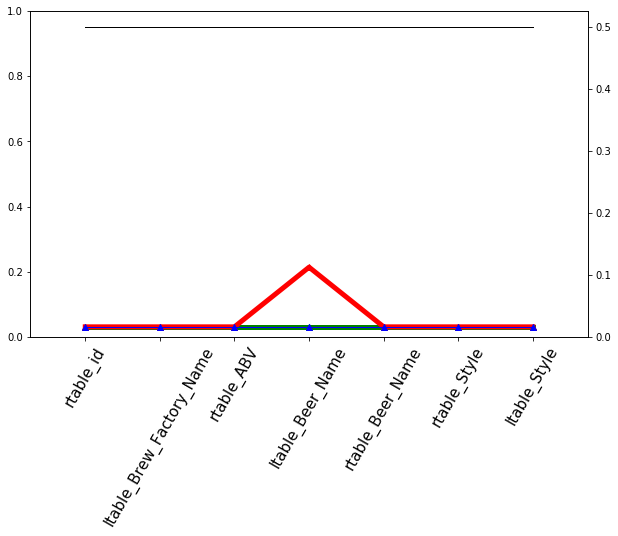 1.0
0.8
0.6
0.4
0.2
0.0
0.5
0.4
0.3
0.2
0.1
0.0
rtable_id
ltable_Brew_Factory_Name
rtable_ABV
ltable_Beer_Name
rtable_Beer_Name
rtable_Style
ltable_Style